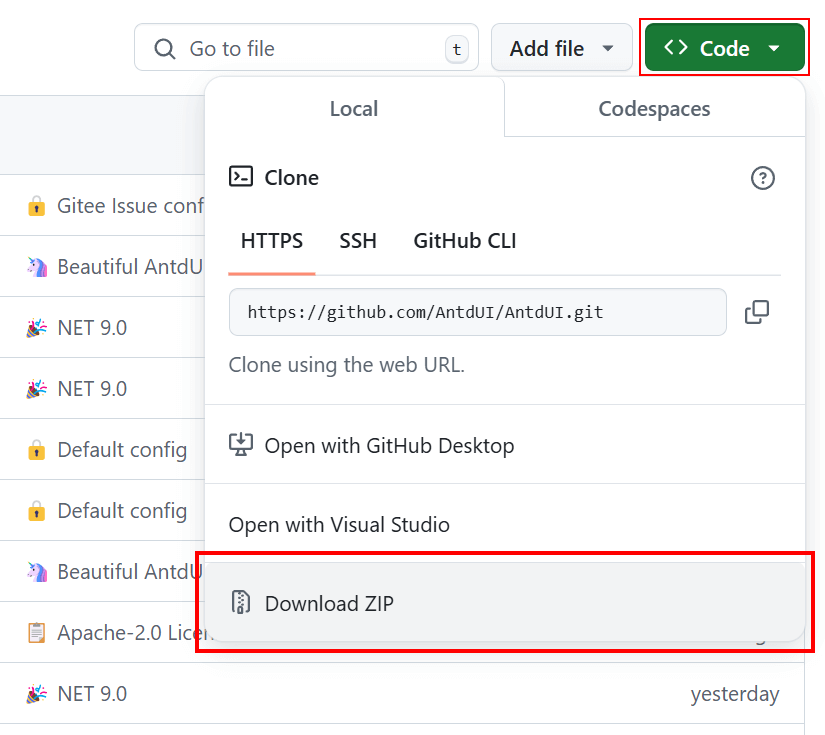 Go to file
t
Add file
Code
Local
Codespaces
Clone
HTTPS
SSH
GitHub CLI
https://github.com/AntdUI/AntdUI.git
Clone using the web URL.
Open with GitHub Desktop
Open with Visual Studio
Download ZIP
Gitee Issue conf
Beautiful AntdU
NET 9.0
NET 9.0
Default config
Default config
Beautiful AntdU
Apache-2.0 Licen
NET 9.0
yesterday